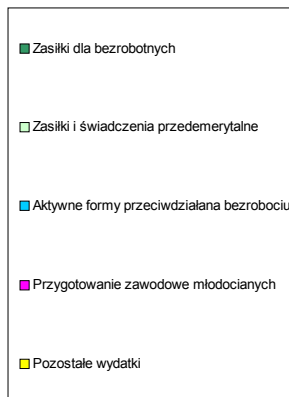 Zasiłki dla bezrobotnych
Zasiłki i świadczenia przedemerytalne
Aktywne formy przeciwdziałana bezrobociu
Przygotowanie zawodowe młodocianych
Pozostałe wydatki